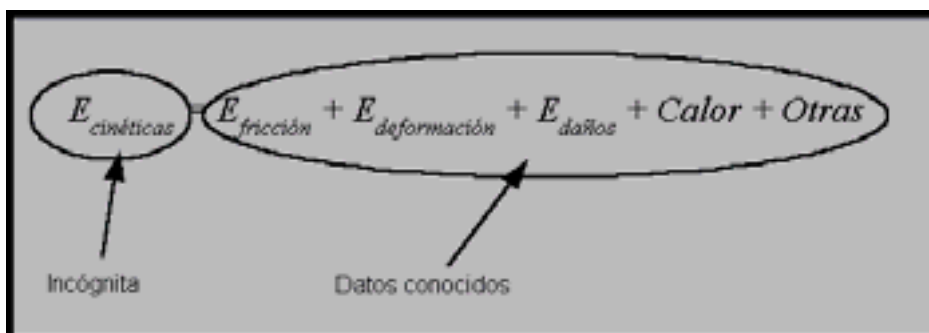 E_cinéticas = E_fricción + E_deformación + E_daños + Calor + Otras
Incógnita
Datos conocidos